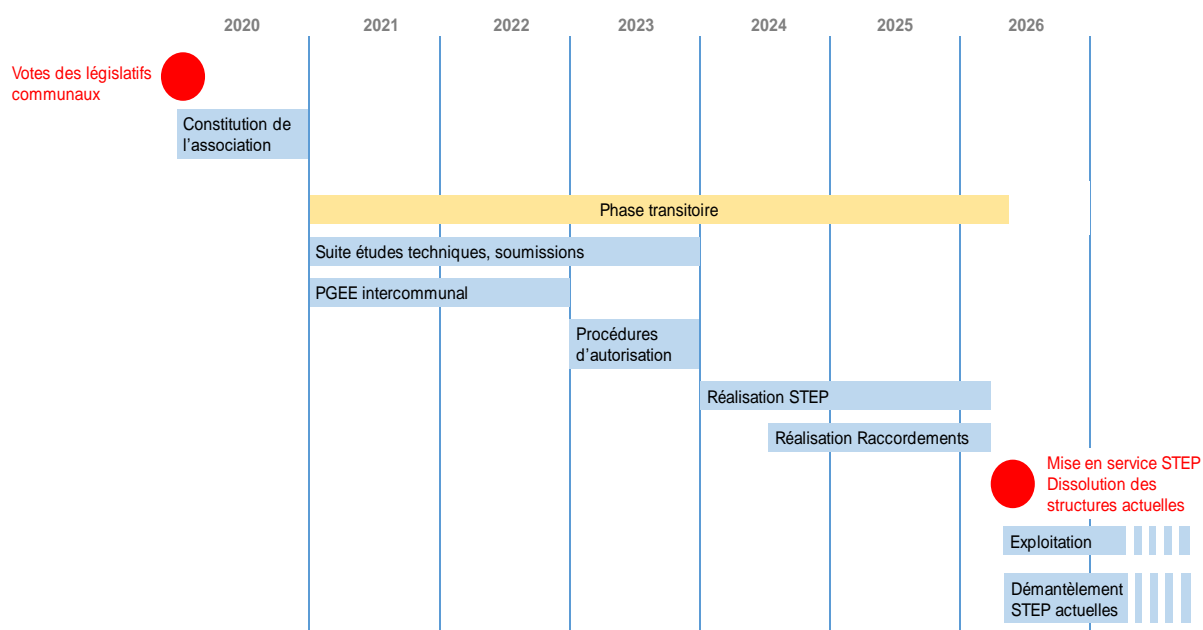 2020 2021 2022 2023 2024 2025 2026
Votes des législatifs
communaux
Constitution de
l’association
Phase transitoire
Suite études techniques, soumissions
PGEE intercommunal
Procédures
d’autorisation
Réalisation STEP
Réalisation Raccordements
Mise en service STEP
Dissolution des
structures actuelles
Exploitation
Démantèlement
STEP actuelles